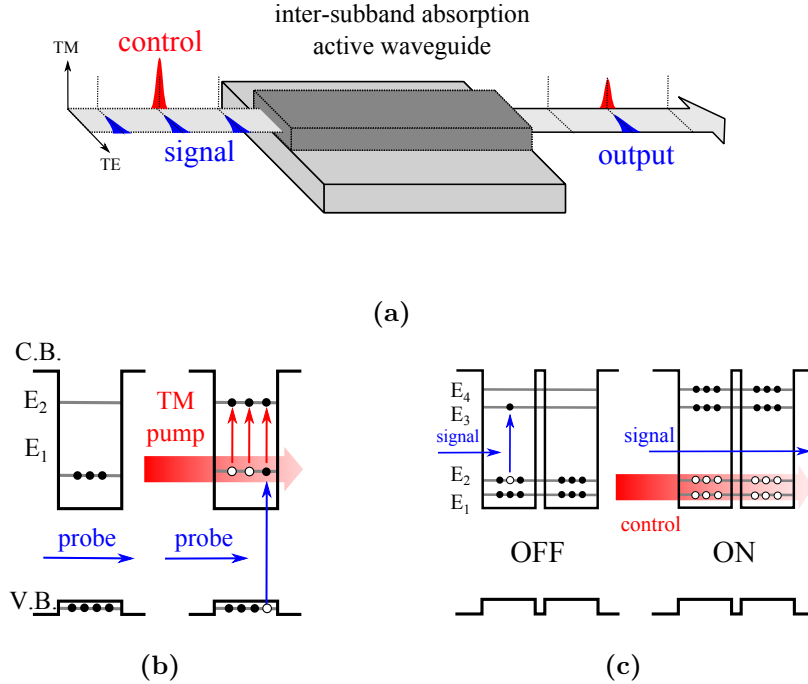 inter-subband absorption
active waveguide
TM
control
TE
signal
output
(a)
C.B.
E2
E1
TM
pump
probe
probe
V.B.
(b)
E4
E3
signal
E2
E1
OFF
signal
control
ON
(c)